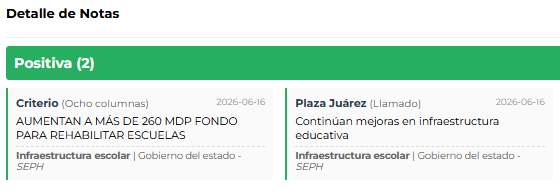 Detalle de Notas
Positiva (2)
Criterio (Ocho columnas) 2026-06-16
AUMENTAN A MÁS DE 260 MDP FONDO
PARA REHABILITAR ESCUELAS
Infraestructura escolar | Gobierno del estado -
SEPH
Plaza Juárez (Llamado) 2026-06-16
Continúan mejoras en infraestructura
educativa
Infraestructura escolar | Gobierno del estado -
SEPH